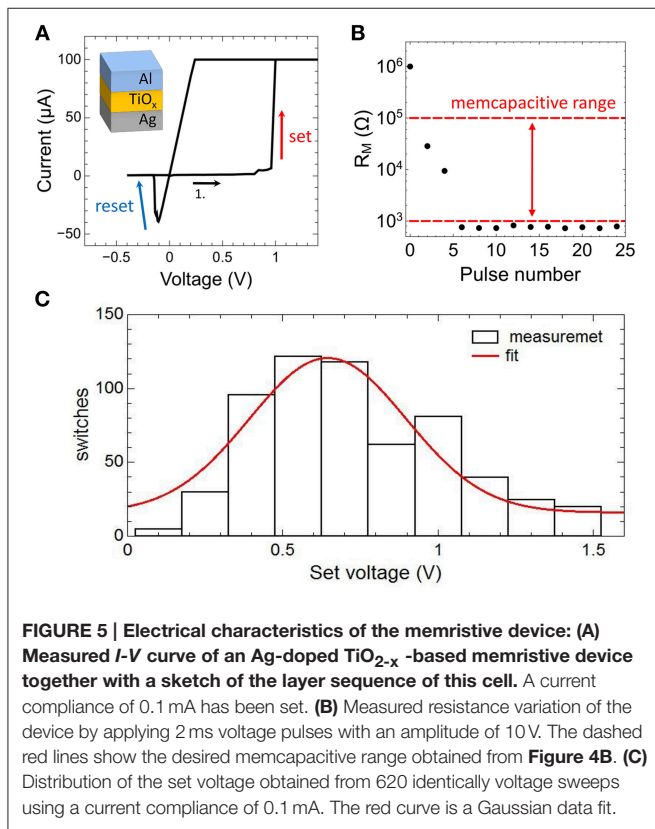 A
100
50
0
−50
Current (µA)
Al
TiOx
Ag
set
reset
1.
−0.5
0
0.5
1
Voltage (V)
B
10^6
10^5
10^4
10^3
RM (Ω)
memcapacitive range
0
5
10
15
20
25
Pulse number
C
150
100
50
0
switches
measuremet
fit
0
0.5
1
1.5
Set voltage (V)
FIGURE 5 | Electrical characteristics of the memristive device: (A)
Measured I-V curve of an Ag-doped TiO2-x -based memristive device
together with a sketch of the layer sequence of this cell. A current
compliance of 0.1 mA has been set. (B) Measured resistance variation of the
device by applying 2 ms voltage pulses with an amplitude of 10 V. The dashed
red lines show the desired memcapacitive range obtained from Figure 4B. (C)
Distribution of the set voltage obtained from 620 identically voltage sweeps
using a current compliance of 0.1 mA. The red curve is a Gaussian data fit.